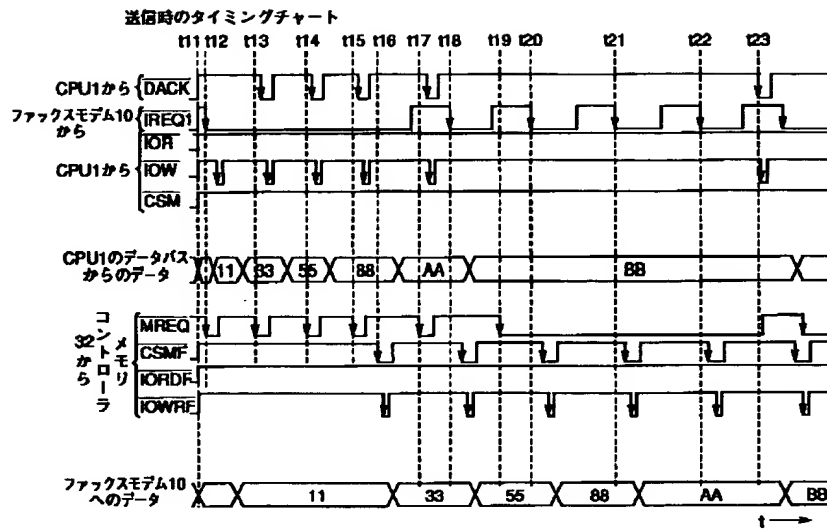 送信時のタイミングチャート
t11 t12 t13 t14 t15 t16 t17 t18 t19 t20 t21 t22 t23
CPU1から
DACK
ファックスモデム10から
IREQ1
IOR
CPU1から
IOW
CSM
CPU1のデータバスからのデータ
11 33 55 88 AA BB
メモリコントローラ32から
MREQ
CSMF
IORDF
IOWRF
ファックスモデム10へのデータ
11 33 55 88 AA BB
t